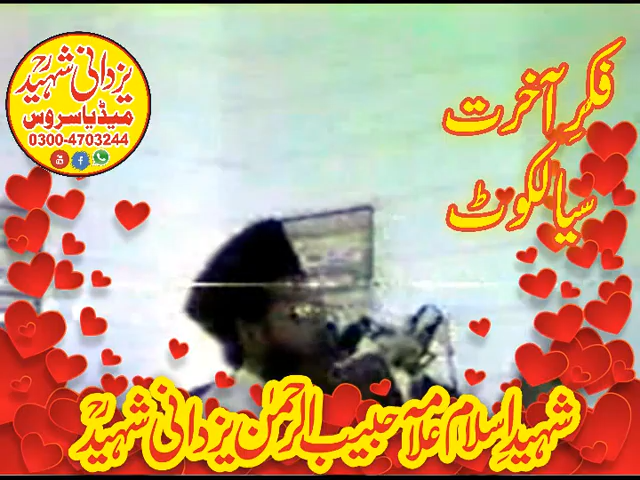 یزدانی شہیدؒ
میڈیا سروس
0300-4703244
فکرِ آخرت
سیالکوٹ
شہیدِ اسلام علامہ حبیب الرحمٰن یزدانی شہیدؒ